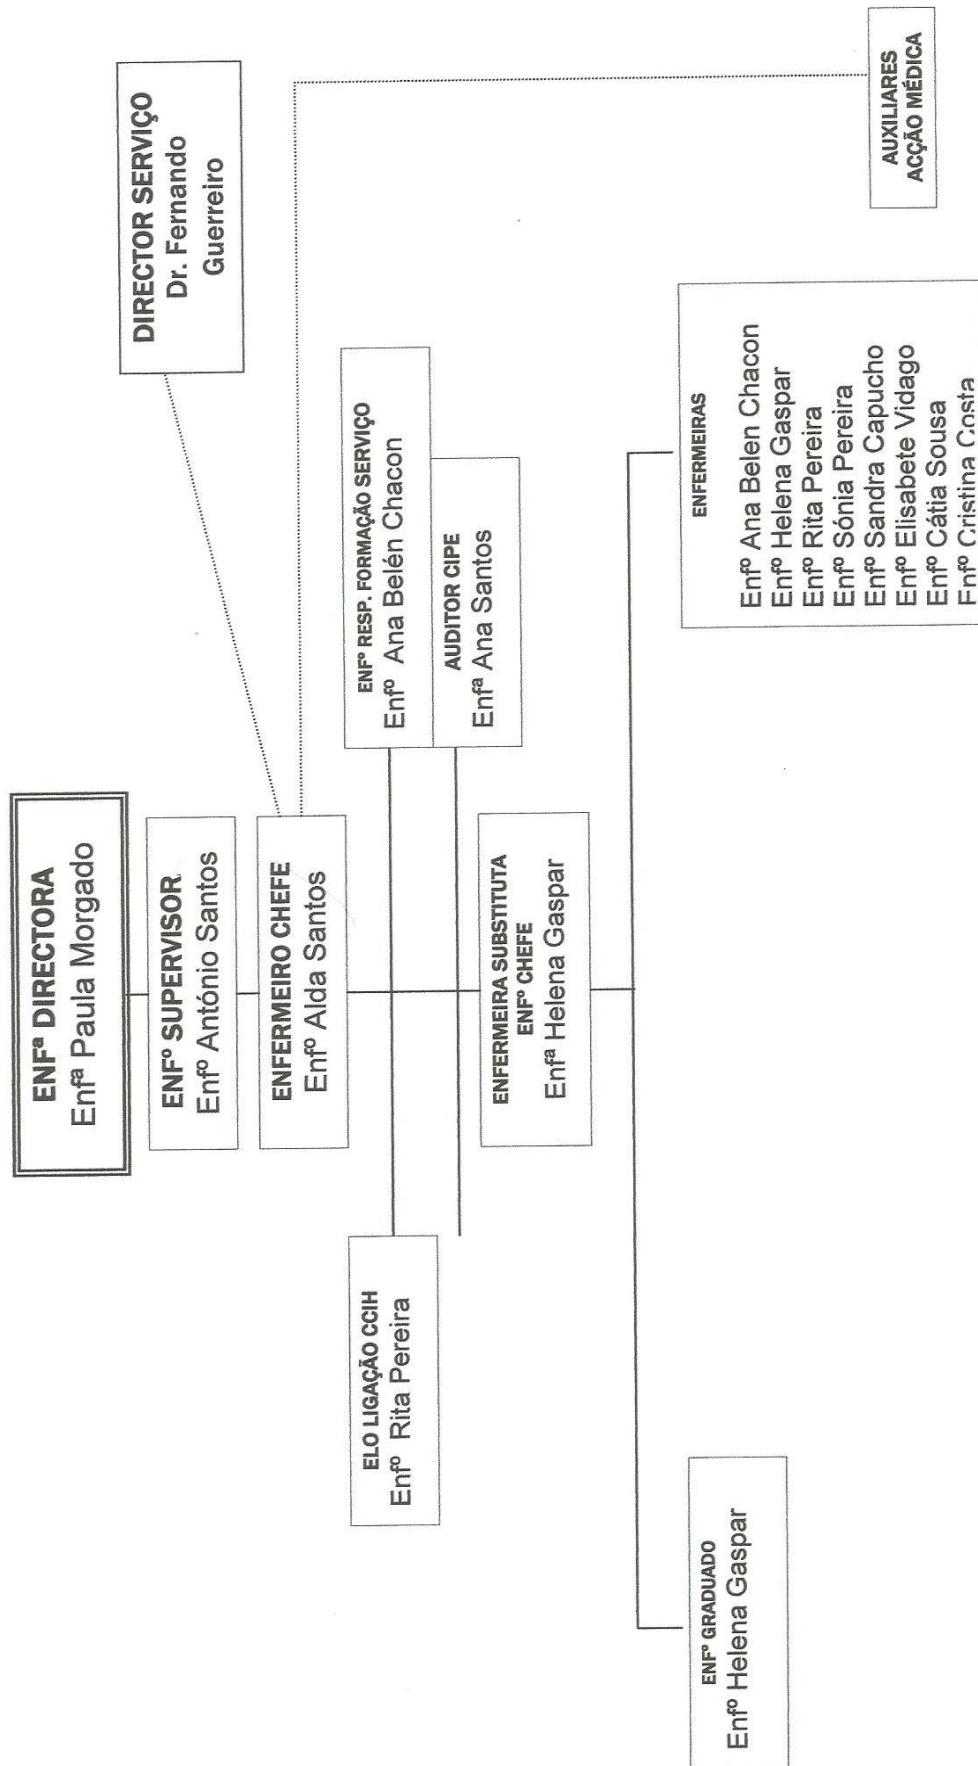 ENFª DIRECTORA
Enfª Paula Morgado
DIRECTOR SERVIÇO
Dr. Fernando
Guerreiro
ENFº SUPERVISOR
Enfº António Santos
ENFERMEIRO CHEFE
Enfº Alda Santos
ELO LIGAÇÃO CCIH
Enfº Rita Pereira
ENFº RESP. FORMAÇÃO SERVIÇO
Enfº Ana Belén Chacon
AUDITOR CIPE
Enfª Ana Santos
ENFERMEIRA SUBSTITUTA
ENFº CHEFE
Enfª Helena Gaspar
ENFº GRADUADO
Enfº Helena Gaspar
ENFERMEIRAS
Enfº Ana Belen Chacon
Enfº Helena Gaspar
Enfº Rita Pereira
Enfº Sónia Pereira
Enfº Sandra Capucho
Enfº Elisabete Vidago
Enfº Cátia Sousa
Enfº Cristina Costa
AUXILIARES
ACÇÃO MÉDICA